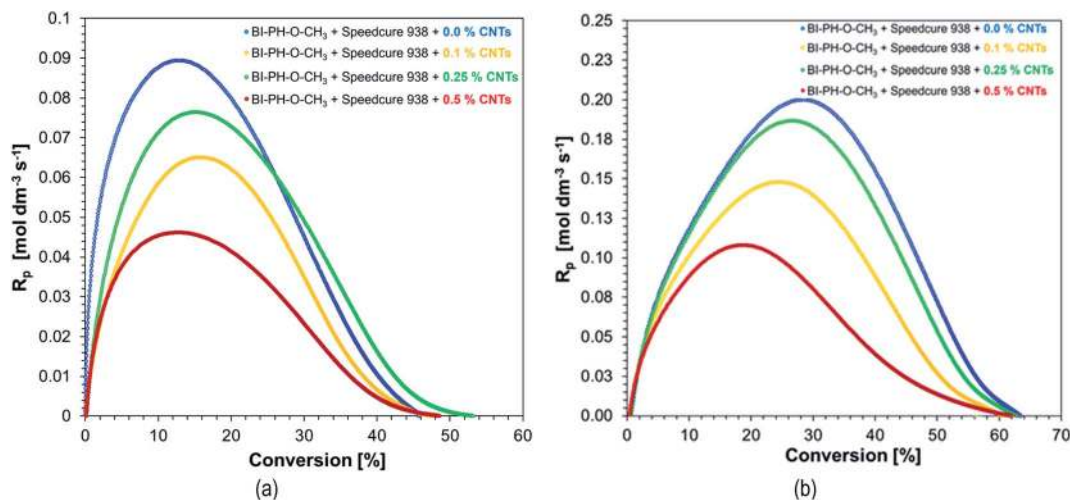 0.1
0.09
0.08
0.07
0.06
0.05
0.04
0.03
0.02
0.01
0
Rp [mol dm-3 s-1]
BI-PH-O-CH3 + Speedcure 938 + 0.0 % CNTs
BI-PH-O-CH3 + Speedcure 938 + 0.1 % CNTs
BI-PH-O-CH3 + Speedcure 938 + 0.25 % CNTs
BI-PH-O-CH3 + Speedcure 938 + 0.5 % CNTs
0 10 20 30 40 50 60
Conversion [%]
(a)
0.25
0.23
0.20
0.18
0.15
0.13
0.10
0.08
0.05
0.03
0.00
Rp [mol dm-3 s-1]
BI-PH-O-CH3 + Speedcure 938 + 0.0 % CNTs
BI-PH-O-CH3 + Speedcure 938 + 0.1 % CNTs
BI-PH-O-CH3 + Speedcure 938 + 0.25 % CNTs
BI-PH-O-CH3 + Speedcure 938 + 0.5 % CNTs
0 10 20 30 40 50 60 70
Conversion [%]
(b)